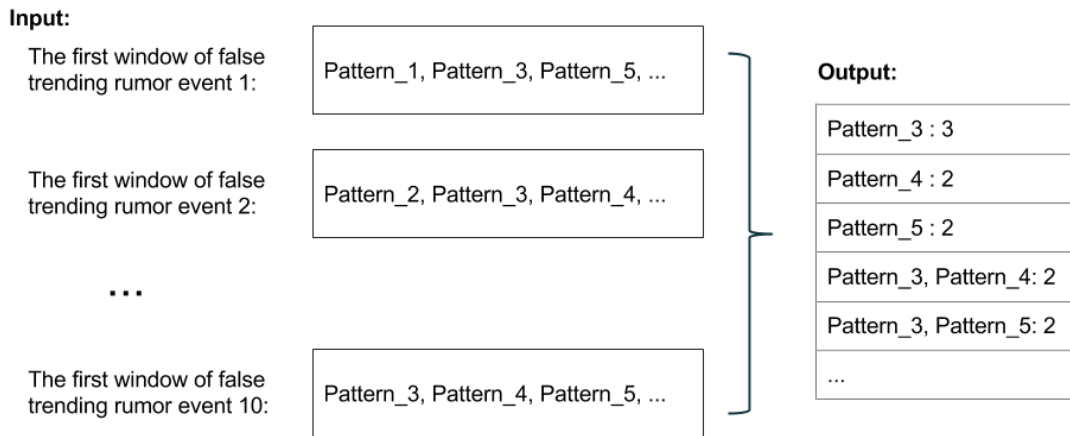 Input:
The first window of false
trending rumor event 1:
Pattern_1, Pattern_3, Pattern_5, ...
The first window of false
trending rumor event 2:
Pattern_2, Pattern_3, Pattern_4, ...
...
The first window of false
trending rumor event 10:
Pattern_3, Pattern_4, Pattern_5, ...
Output:
Pattern_3 : 3
Pattern_4 : 2
Pattern_5 : 2
Pattern_3, Pattern_4: 2
Pattern_3, Pattern_5: 2
...